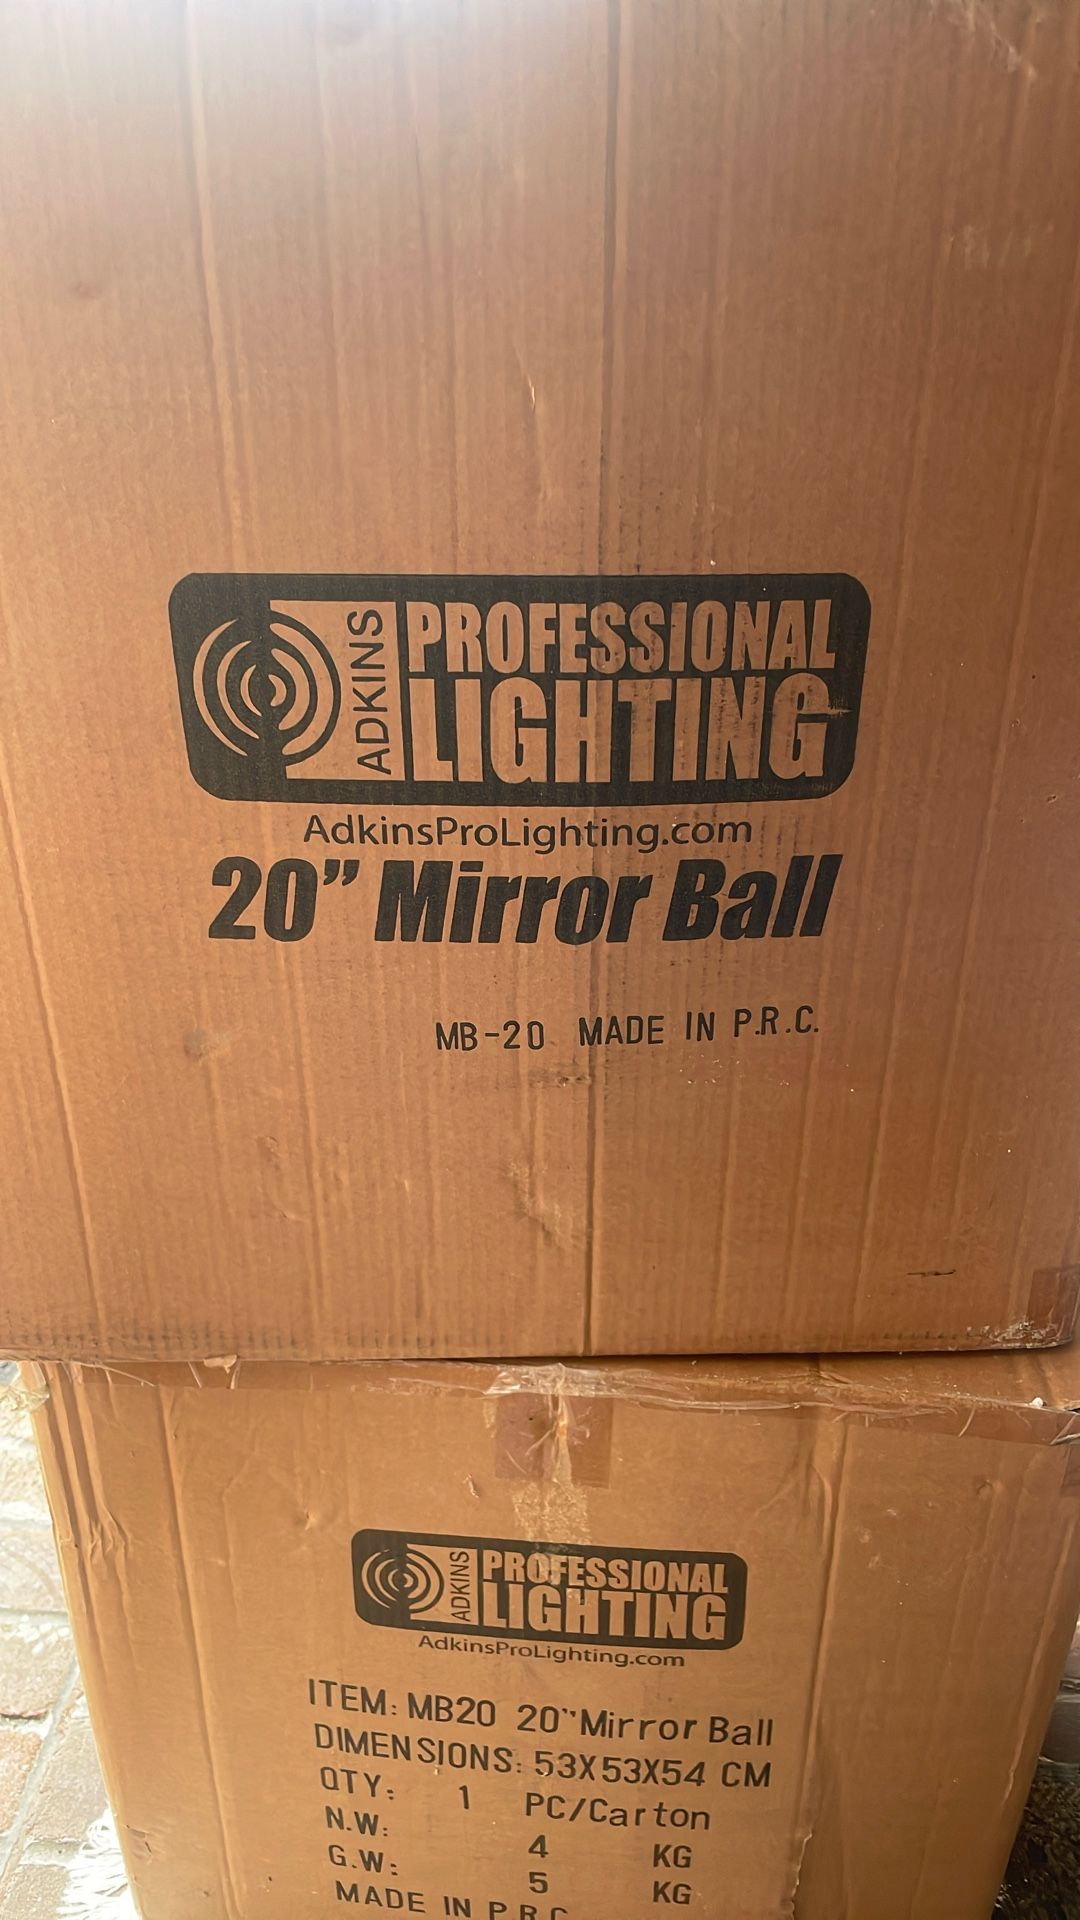 ADKINS
PROFESSIONAL
LIGHTING
AdkinsProLighting.com
20" Mirror Ball
MB-20 MADE IN P.R.C.
ADKINS
PROFESSIONAL
LIGHTING
AdkinsProLighting.com
ITEM: MB20 20"Mirror Ball
DIMENSIONS: 53X53X54 CM
QTY: 1 PC/Carton
N.W: 4 KG
G.W: 5 KG
MADE IN P.R.C